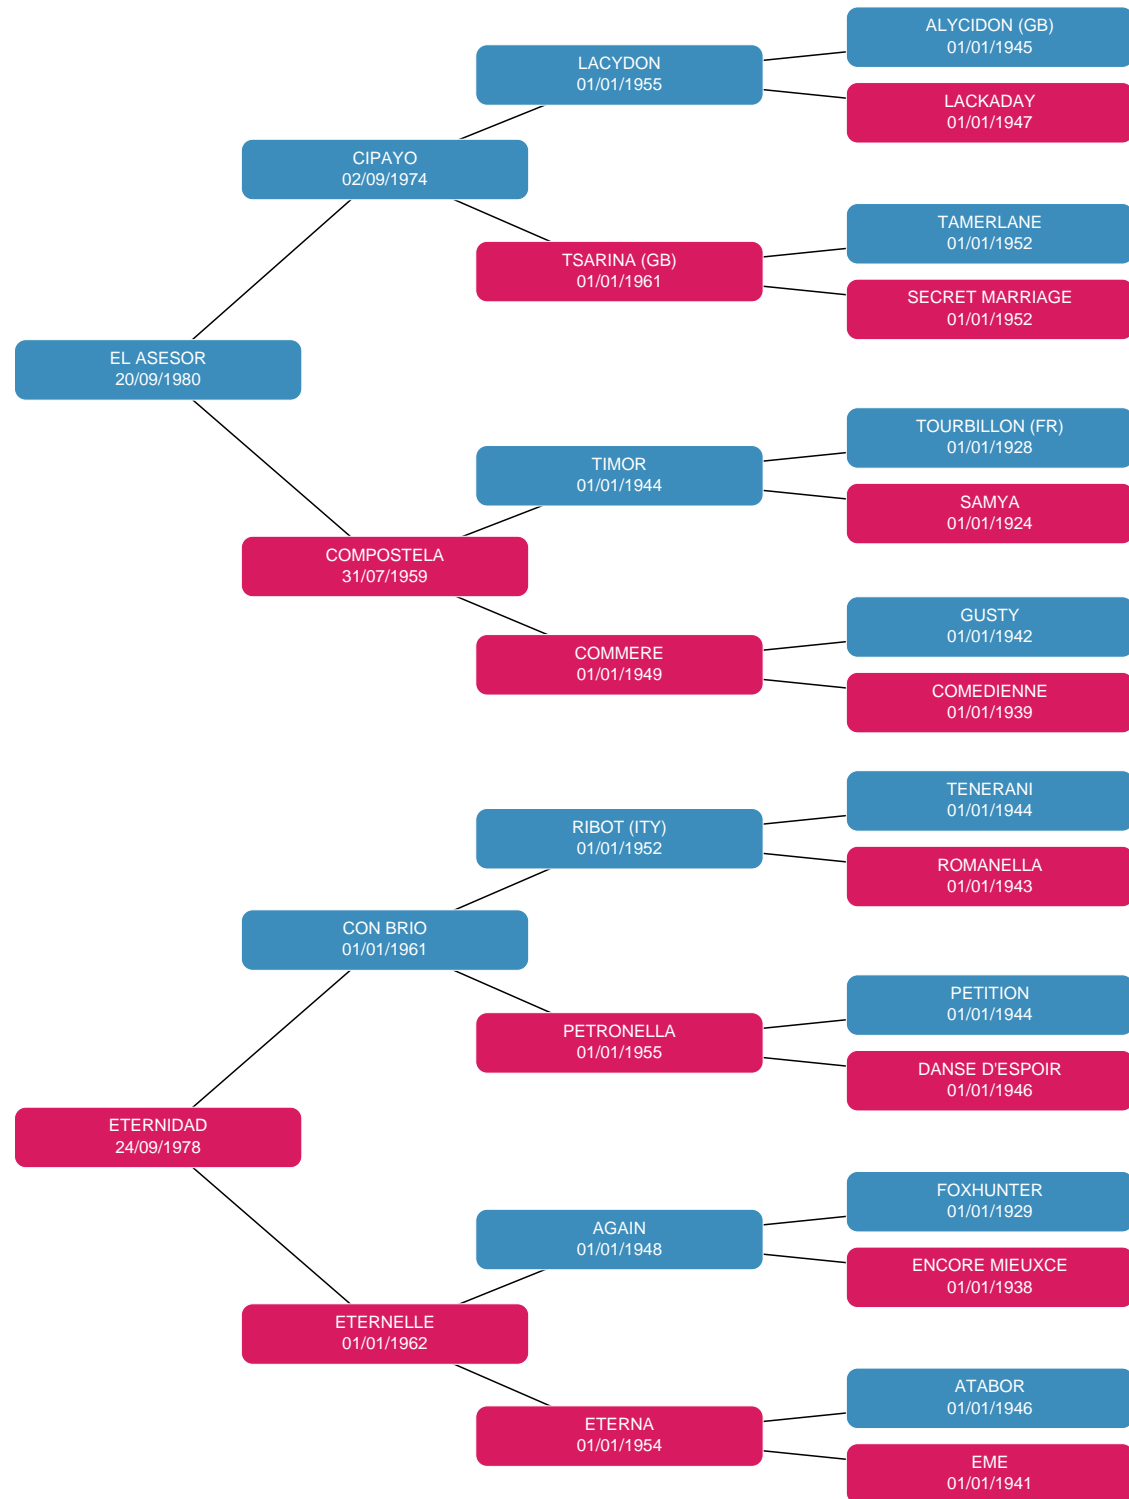 ALYCIDON (GB)
01/01/1945
LACYDON
01/01/1955
LACKADAY
01/01/1947
CIPAYO
02/09/1974
TAMERLANE
01/01/1952
TSARINA (GB)
01/01/1961
SECRET MARRIAGE
01/01/1952
EL ASESOR
20/09/1980
TOURBILLON (FR)
01/01/1928
TIMOR
01/01/1944
SAMYA
01/01/1924
COMPOSTELA
31/07/1959
GUSTY
01/01/1942
COMMERE
01/01/1949
COMEDIENNE
01/01/1939
TENERANI
01/01/1944
RIBOT (ITY)
01/01/1952
ROMANELLA
01/01/1943
CON BRIO
01/01/1961
PETITION
01/01/1944
PETRONELLA
01/01/1955
DANSE D'ESPOIR
01/01/1946
ETERNIDAD
24/09/1978
FOXHUNTER
01/01/1929
AGAIN
01/01/1948
ENCORE MIEUXCE
01/01/1938
ETERNELLE
01/01/1962
ATABOR
01/01/1946
ETERNA
01/01/1954
EME
01/01/1941